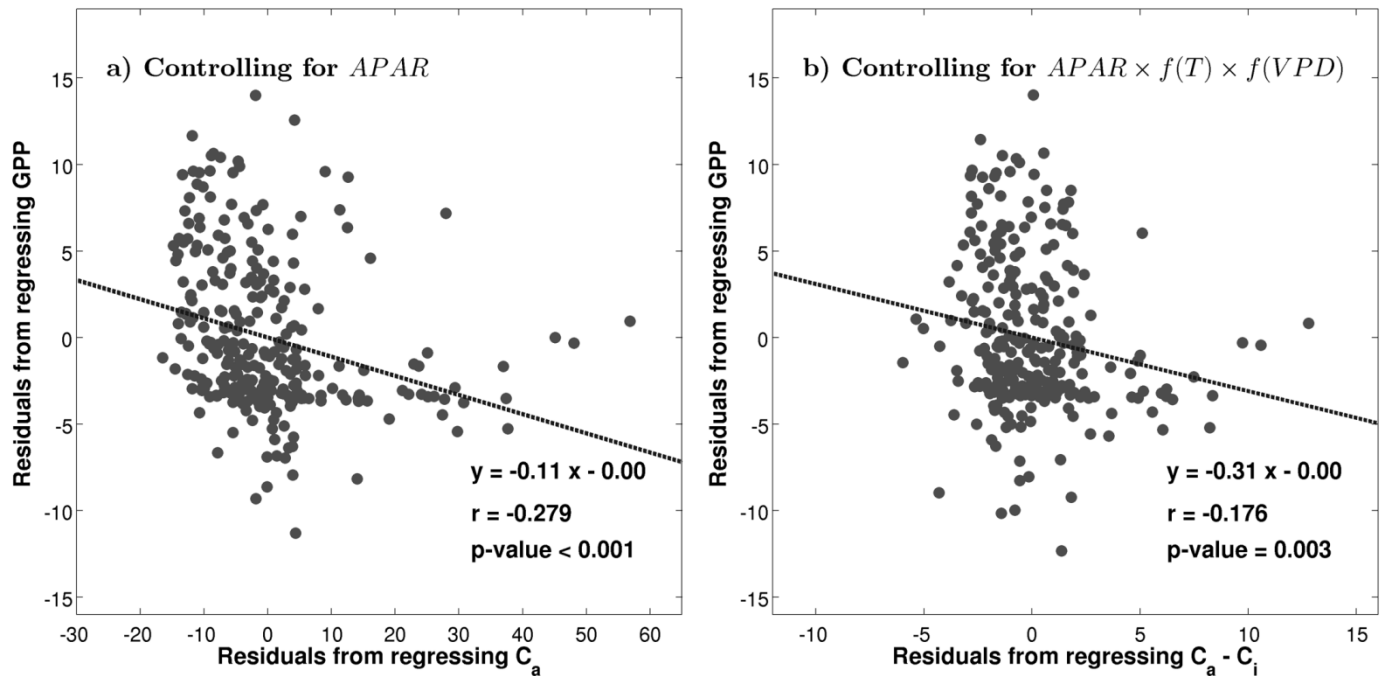 a) Controlling for APAR
15
10
5
0
-5
-10
-15
Residuals from regressing GPP
y = -0.11 x - 0.00
r = -0.279
p-value < 0.001
-30 -20 -10 0 10 20 30 40 50 60
Residuals from regressing C_a
b) Controlling for APAR × f(T) × f(VPD)
15
10
5
0
-5
-10
-15
Residuals from regressing GPP
y = -0.31 x - 0.00
r = -0.176
p-value = 0.003
-10 -5 0 5 10 15
Residuals from regressing C_a - C_i